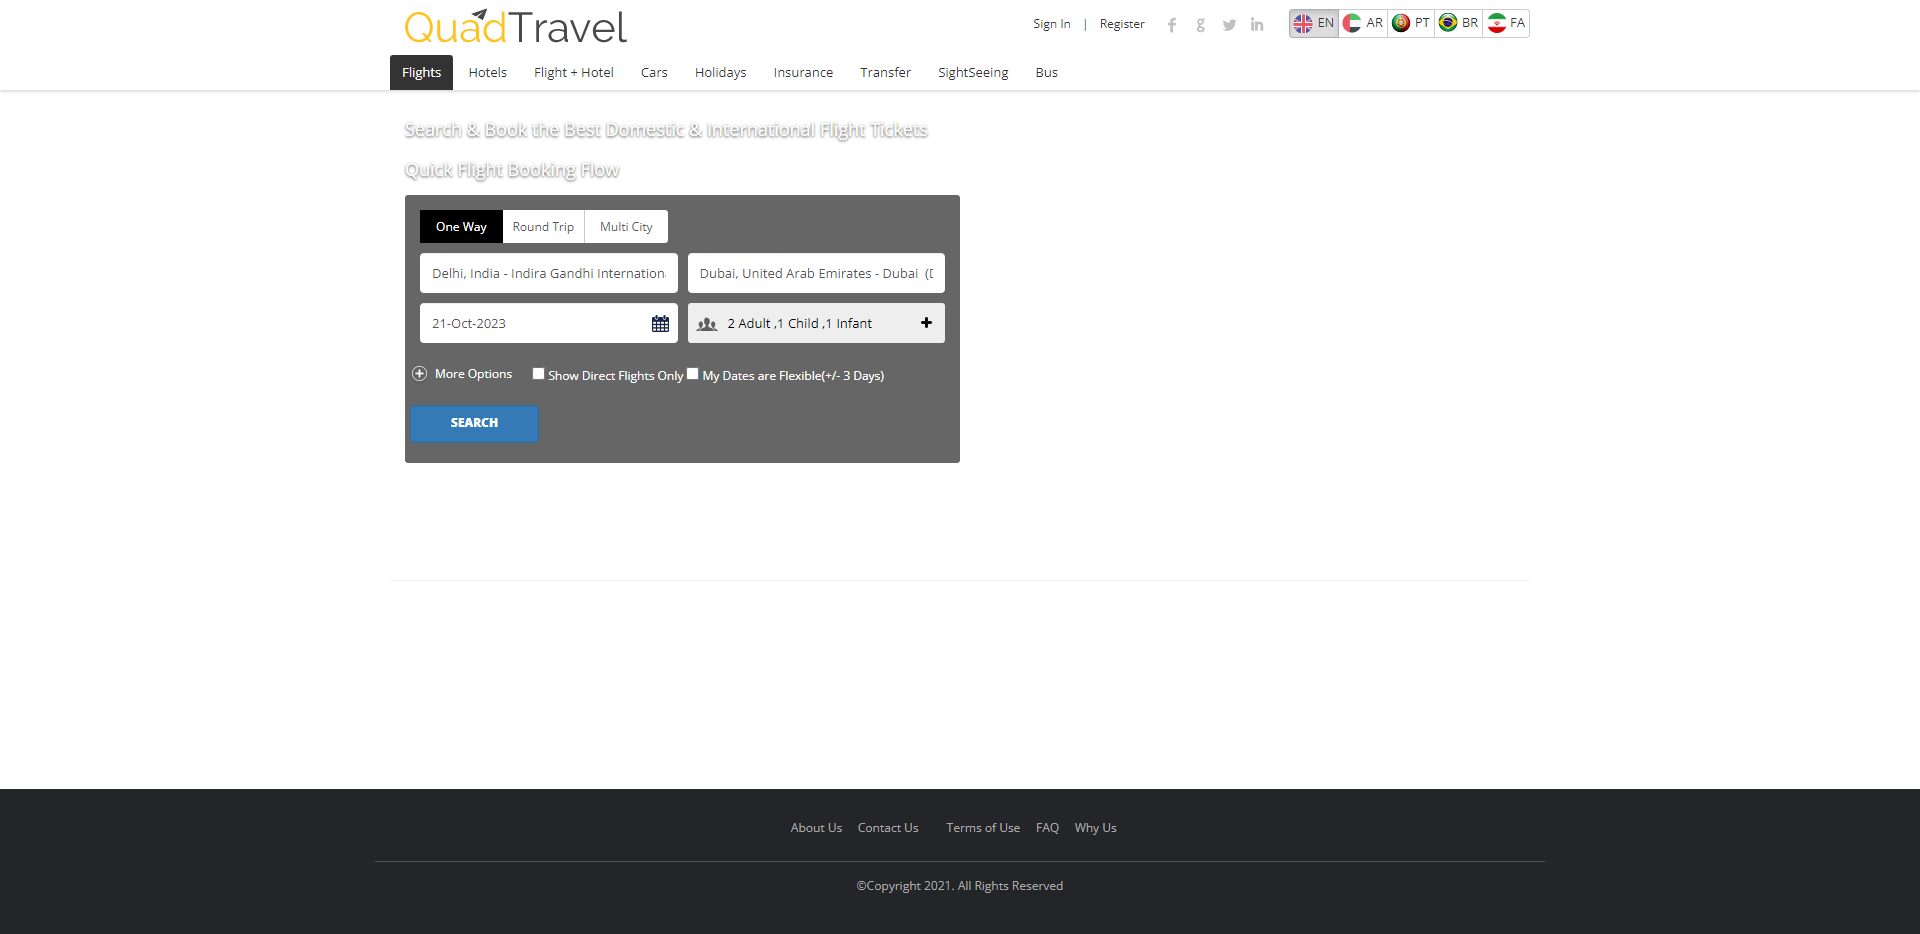 QuadTravel
Sign In | Register
EN AR PT BR FA
Flights Hotels Flight + Hotel Cars Holidays Insurance Transfer SightSeeing Bus
Search & Book the Best Domestic & International Flight Tickets
Quick Flight Booking Flow
One Way Round Trip Multi City
Delhi, India - Indira Gandhi Internation Dubai, United Arab Emirates - Dubai (D
21-Oct-2023 2 Adult ,1 Child ,1 Infant
More Options Show Direct Flights Only My Dates are Flexible(+/- 3 Days)
SEARCH
About Us Contact Us Terms of Use FAQ Why Us
©Copyright 2021. All Rights Reserved